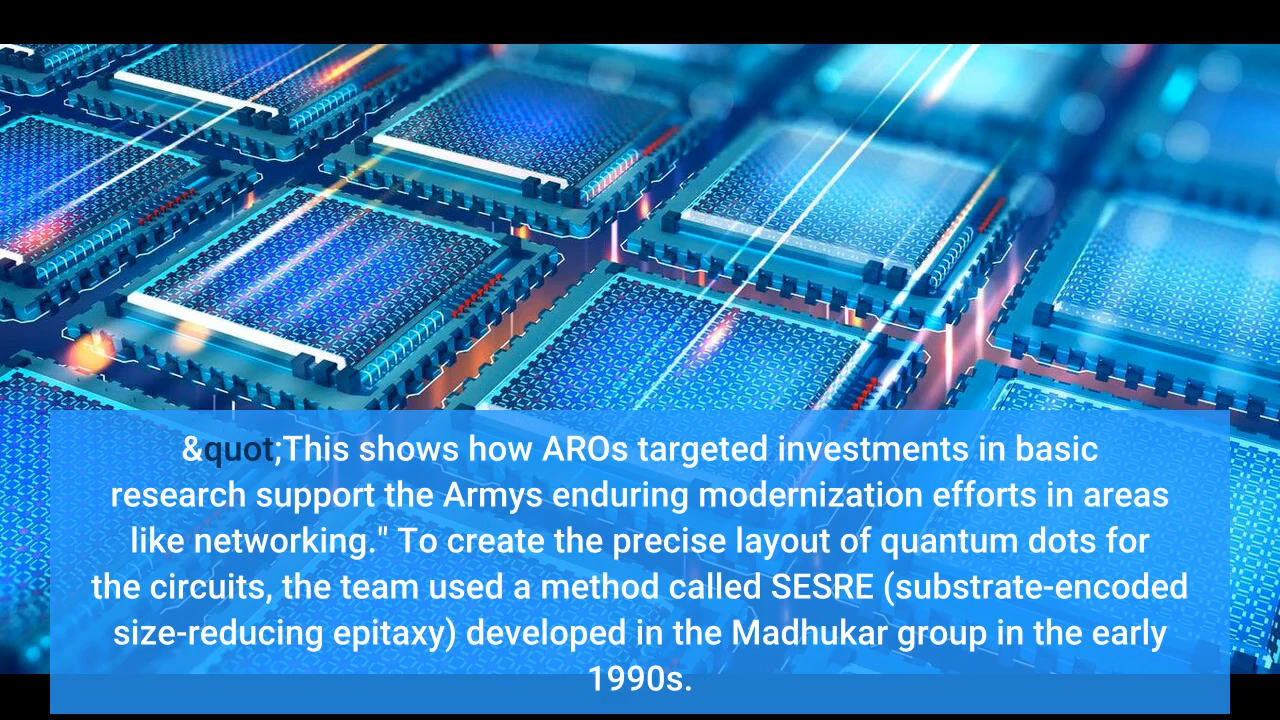 &quot;This shows how AROs targeted investments in basic
research support the Armys enduring modernization efforts in areas
like networking." To create the precise layout of quantum dots for
the circuits, the team used a method called SESRE (substrate-encoded
size-reducing epitaxy) developed in the Madhukar group in the early
1990s.